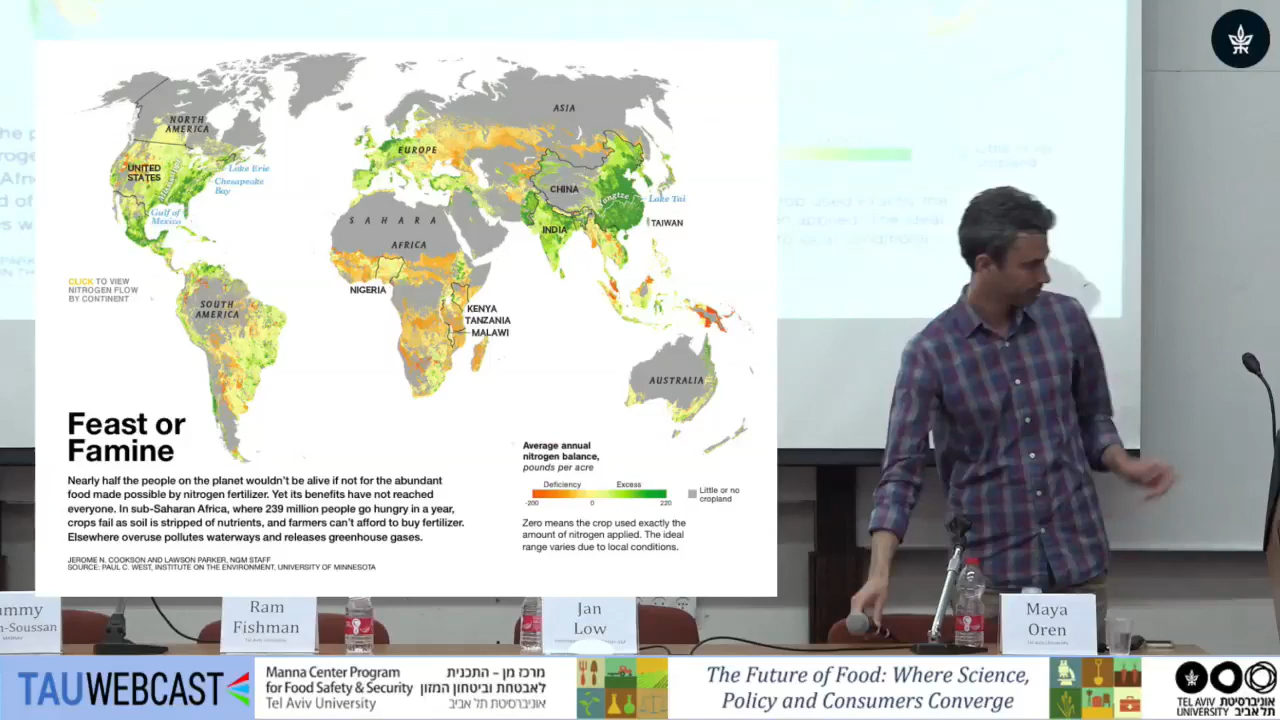 NORTH
AMERICA
UNITED
STATES
Lake Erie
Chesapeake
Bay
Gulf of
Mexico
SOUTH
AMERICA
EUROPE
ASIA
SAHARA
AFRICA
NIGERIA
KENYA
TANZANIA
MALAWI
CHINA
Yangtze
Lake Tai
TAIWAN
INDIA
AUSTRALIA
CLICK TO VIEW
NITROGEN FLOW
BY CONTINENT
Feast or
Famine
Nearly half the people on the planet wouldn't be alive if not for the abundant
food made possible by nitrogen fertilizer. Yet its benefits have not reached
everyone. In sub-Saharan Africa, where 239 million people go hungry in a year,
crops fail as soil is stripped of nutrients, and farmers can't afford to buy fertilizer.
Elsewhere overuse pollutes waterways and releases greenhouse gases.
JEROME N. COOKSON AND LAWSON PARKER, NGM STAFF
SOURCE: PAUL C. WEST, INSTITUTE ON THE ENVIRONMENT, UNIVERSITY OF MINNESOTA
Average annual
nitrogen balance,
pounds per acre
Deficiency Excess
-200 0 220
Little or no
cropland
Zero means the crop used exactly the
amount of nitrogen applied. The ideal
range varies due to local conditions.
Ram
Fishman
Jan
Low
Maya
Oren
TAUWEBCAST
Manna Center Program
for Food Safety & Security
Tel Aviv University
מרכז מן – התכנית
לאבטחת וביטחון המזון
אוניברסיטת תל אביב
The Future of Food: Where Science,
Policy and Consumers Converge
TEL AVIV אוניברסיטת
UNIVERSITY תל אביב